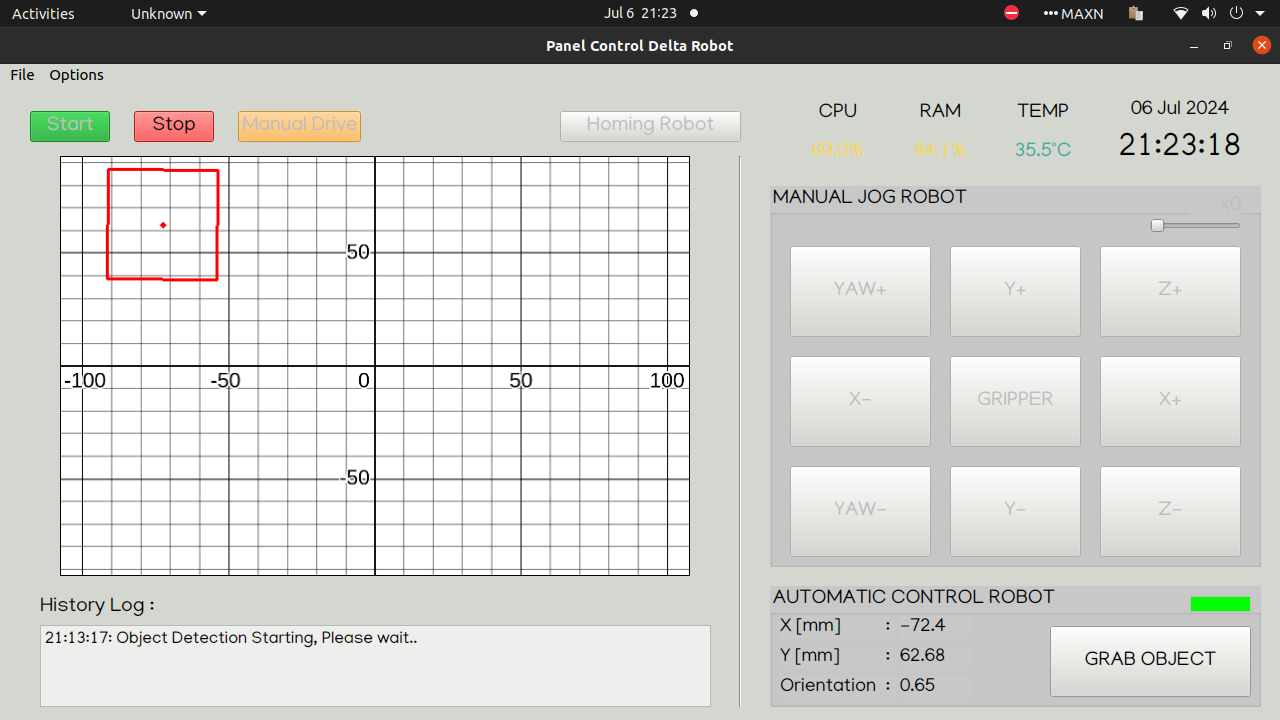 Activities Unknown Jul 6 21:23 MAXN
Panel Control Delta Robot
File Options
Start Stop Manual Drive Homing Robot
CPU RAM TEMP 06 Jul 2024
69.0% 84.1% 35.5°C 21:23:18
MANUAL JOG ROBOT x0
YAW+ Y+ Z+
X- GRIPPER X+
YAW- Y- Z-
50
-100 -50 0 50 100
-50
History Log :
21:13:17: Object Detection Starting, Please wait..
AUTOMATIC CONTROL ROBOT
X [mm] : -72.4
Y [mm] : 62.68
Orientation : 0.65
GRAB OBJECT